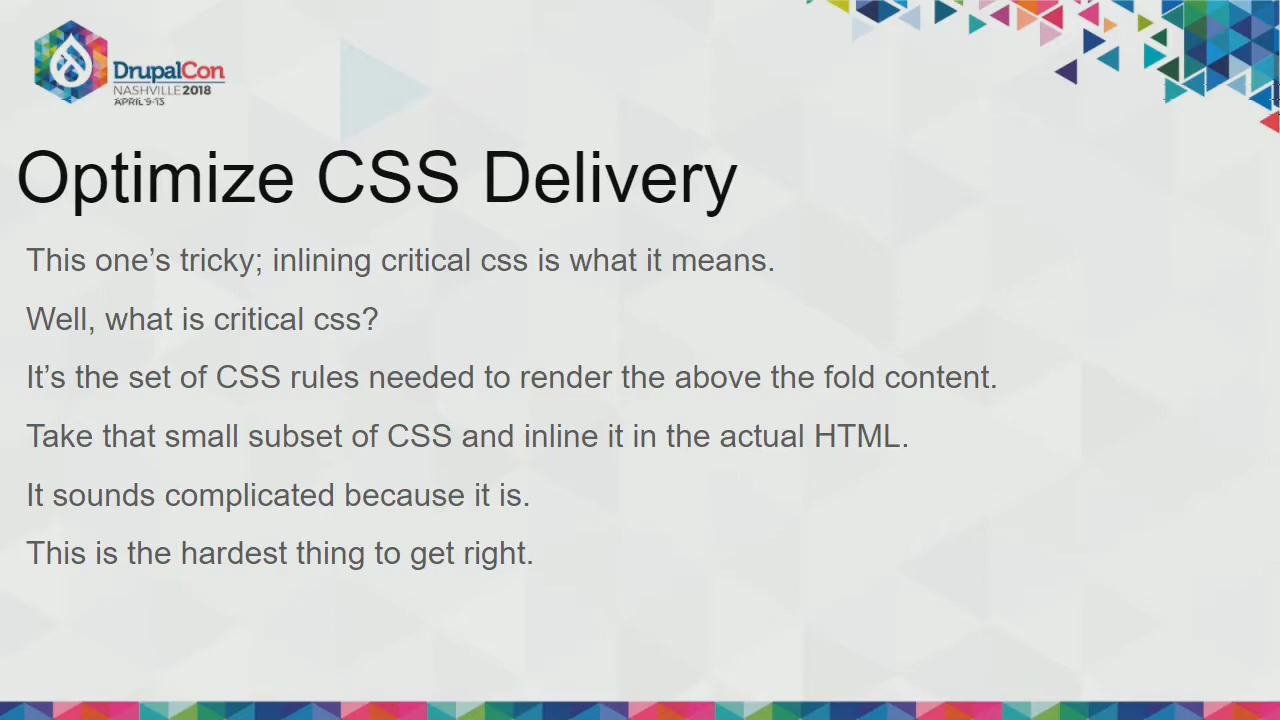 DrupalCon
NASHVILLE 2018
APRIL 9-13
Optimize CSS Delivery
This one’s tricky; inlining critical css is what it means.
Well, what is critical css?
It’s the set of CSS rules needed to render the above the fold content.
Take that small subset of CSS and inline it in the actual HTML.
It sounds complicated because it is.
This is the hardest thing to get right.